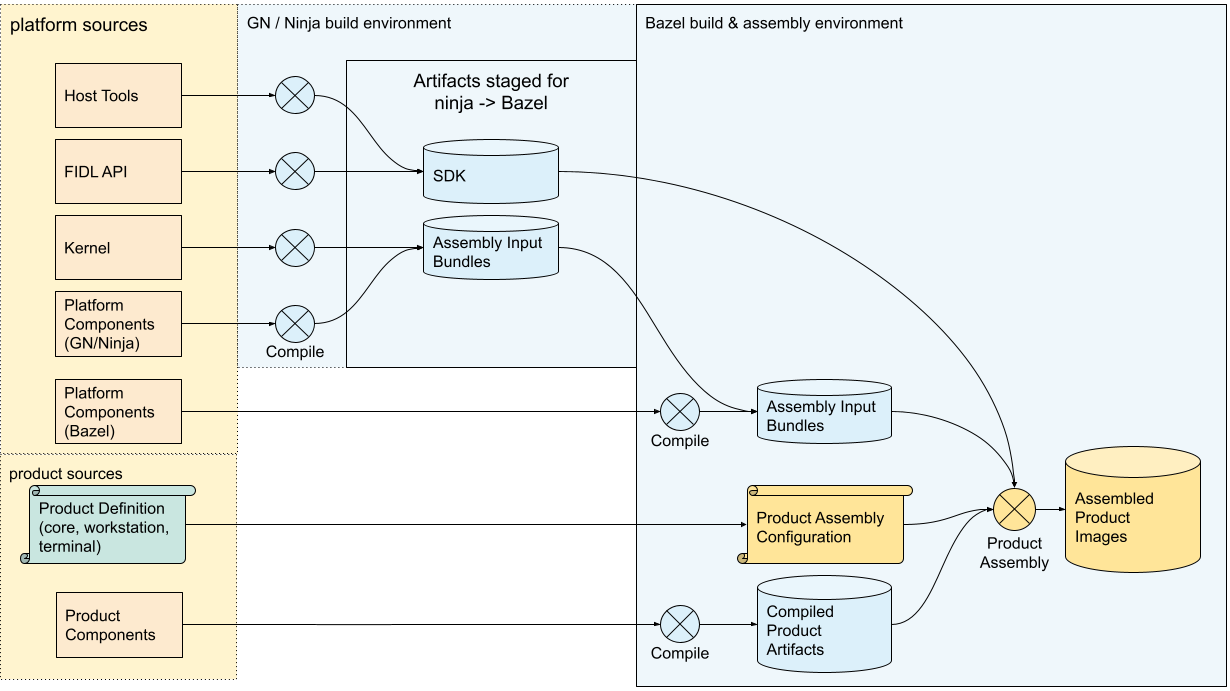 platform sources
GN / Ninja build environment
Bazel build & assembly environment
Host Tools
Artifacts staged for
ninja -> Bazel
FIDL API
SDK
Kernel
Assembly Input
Bundles
Platform
Components
(GN/Ninja)
Compile
Platform
Components
(Bazel)
Compile
Assembly Input
Bundles
product sources
Product Definition
(core, workstation,
terminal)
Product Assembly
Configuration
Product
Assembly
Assembled
Product
Images
Product
Components
Compile
Compiled
Product
Artifacts